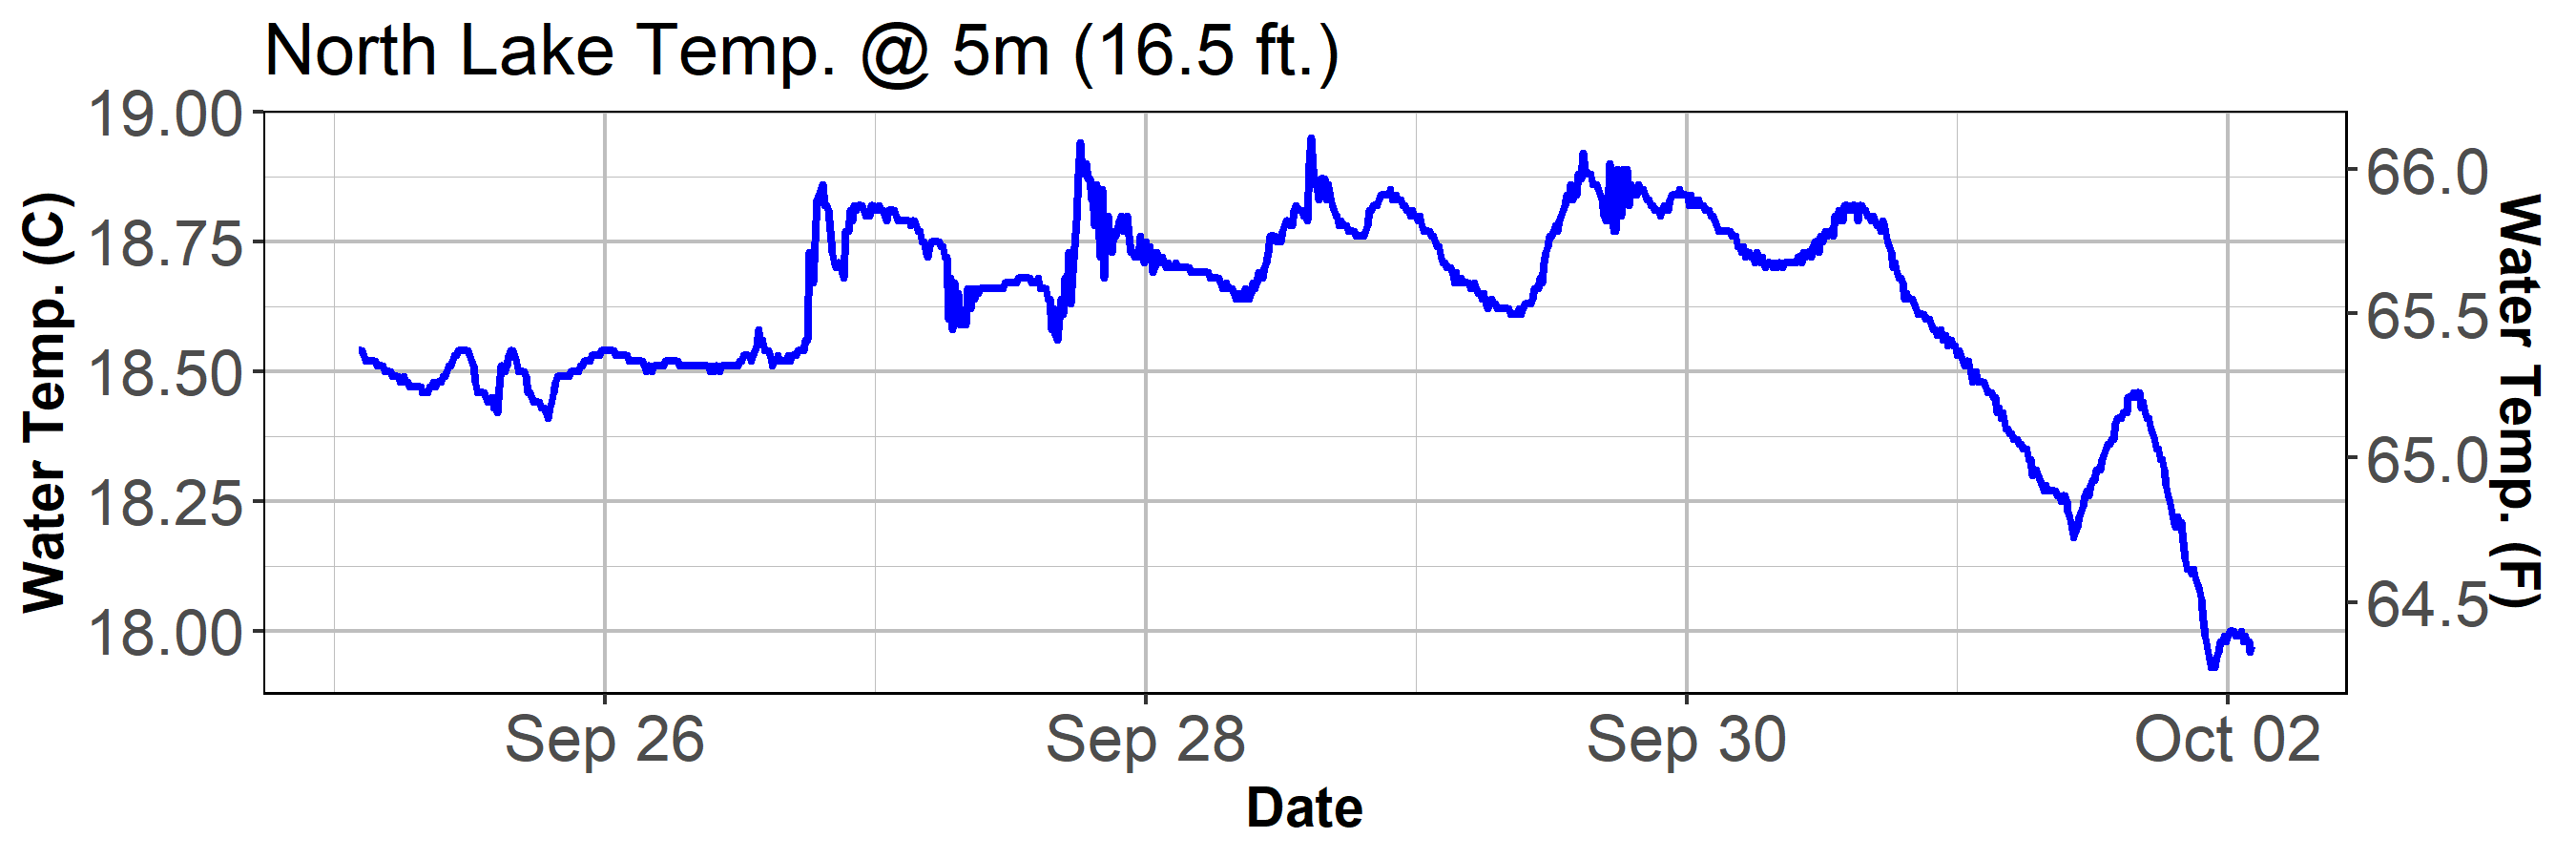 North Lake Temp. @ 5m (16.5 ft.)
Water Temp. (C)
19.00
18.75
18.50
18.25
18.00
66.0
65.5
65.0
64.5
Water Temp. (F)
Sep 26
Sep 28
Sep 30
Oct 02
Date